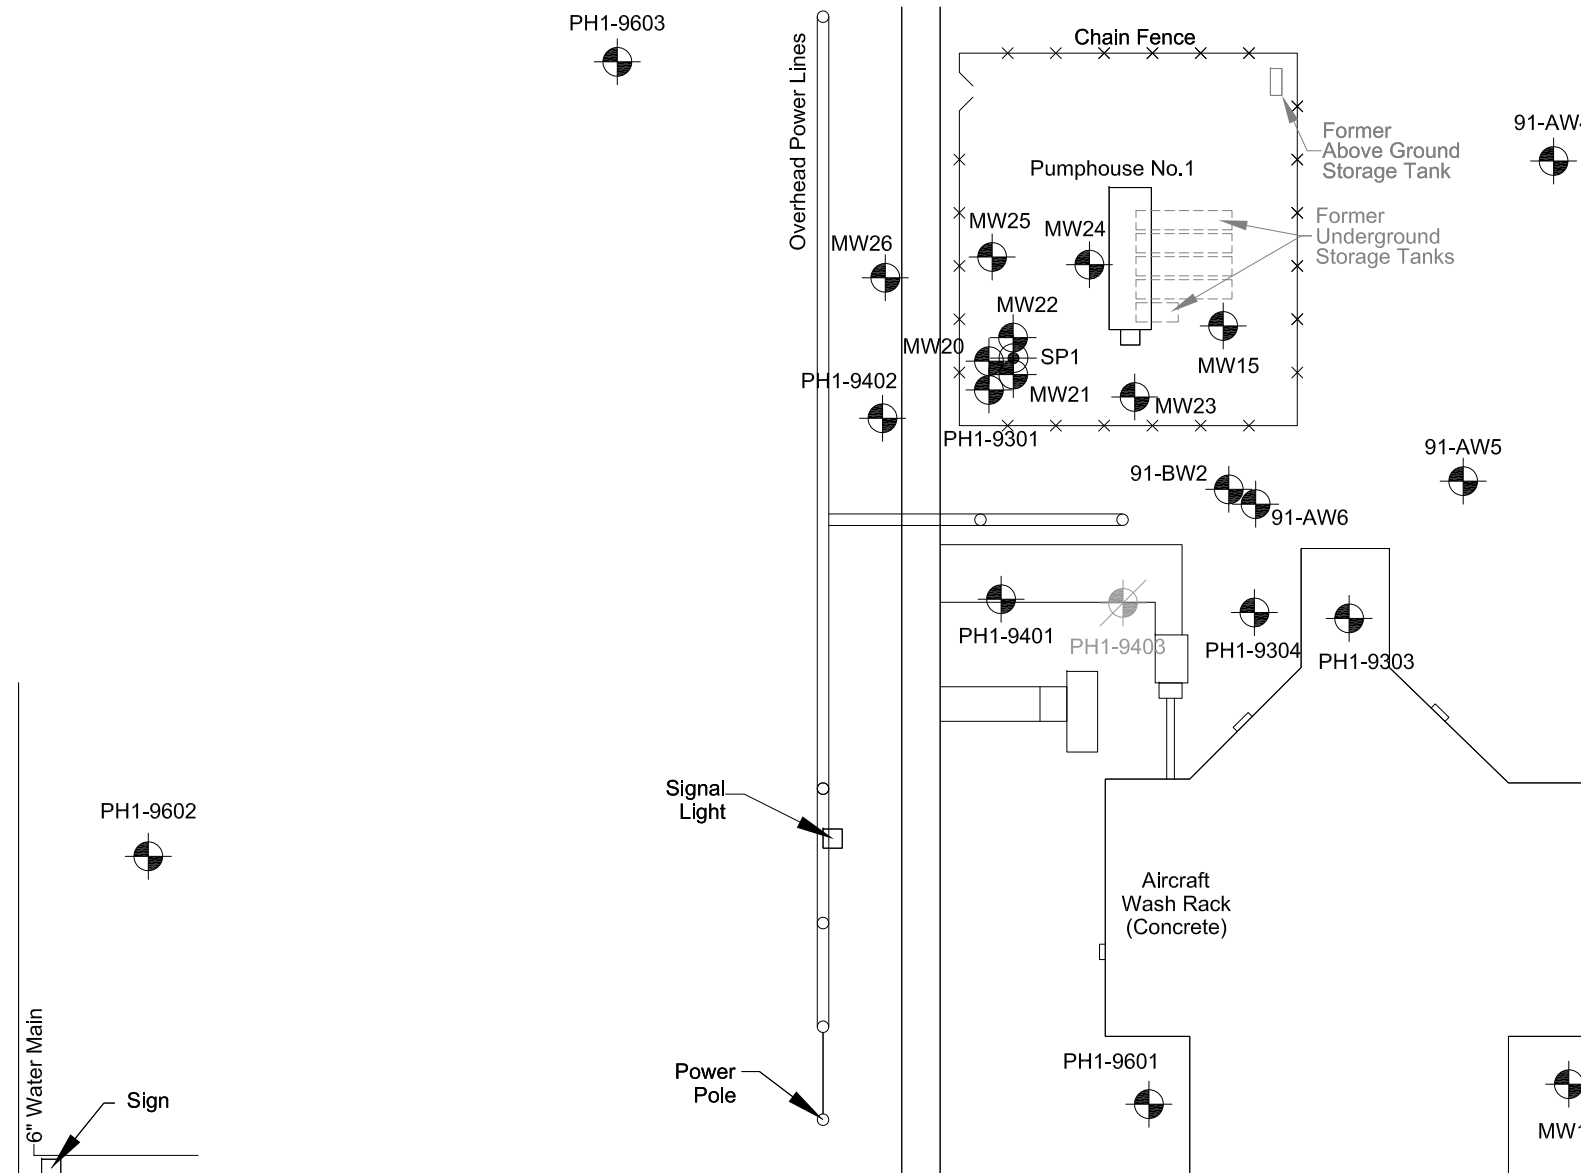 PH1-9603
Overhead Power Lines
Chain Fence
91-AW4
Former
Above Ground
Storage Tank
Pumphouse No.1
Former
Underground
Storage Tanks
MW25
MW24
MW26
MW22
MW20
SP1
MW15
PH1-9402
MW21
MW23
PH1-9301
91-AW5
91-BW2
91-AW6
PH1-9401
PH1-9403
PH1-9304
PH1-9303
Signal
Light
PH1-9602
Aircraft
Wash Rack
(Concrete)
6" Water Main
PH1-9601
Power
Pole
Sign
MW1